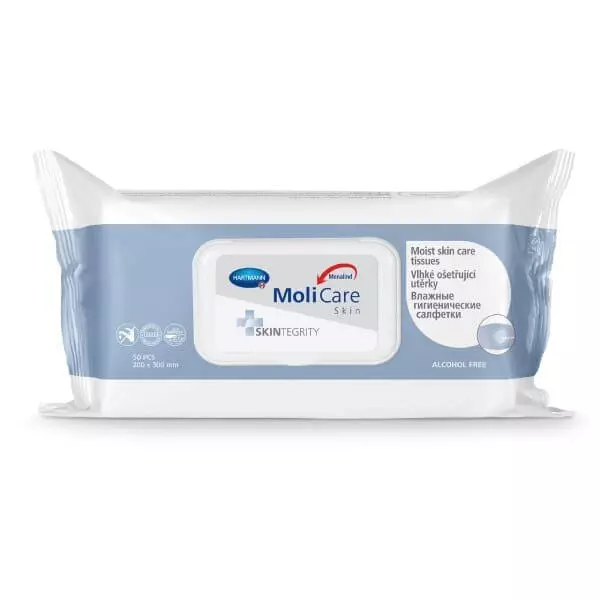 HARTMANN
Menalind
MoliCare
Skin
SKINTEGRITY
Moist skin care
tissues
Vlhké ošetřující
utěrky
Влажные
гигиенические
салфетки
50 PCS
200 x 300 mm
ALCOHOL FREE